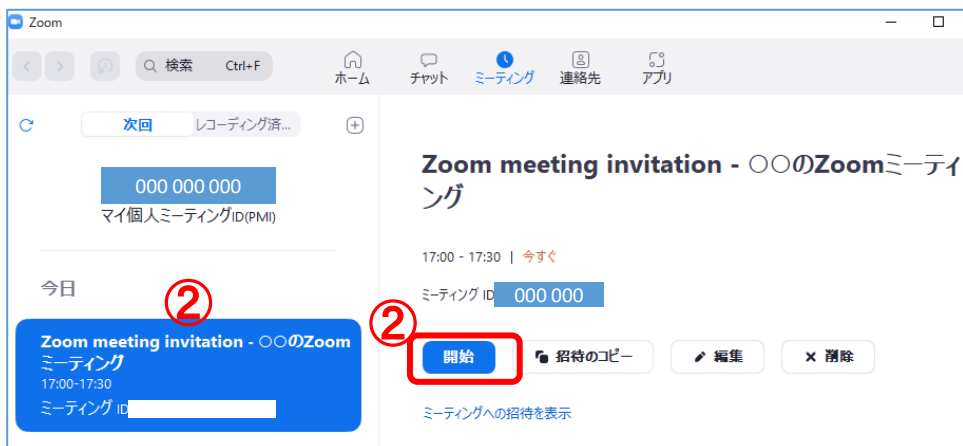 Zoom
検索 Ctrl+F
ホーム
チャット
ミーティング
連絡先
アプリ
次回
レコーディング済...
000 000 000
マイ個人ミーティングID(PMI)
今日
②
Zoom meeting invitation - ○○のZoom
ミーティング
17:00-17:30
ミーティング ID
Zoom meeting invitation - ○○のZoomミーティ
ング
17:00 - 17:30 | 今すぐ
ミーティング ID 000 000
②
開始
招待のコピー
編集
削除
ミーティングへの招待を表示